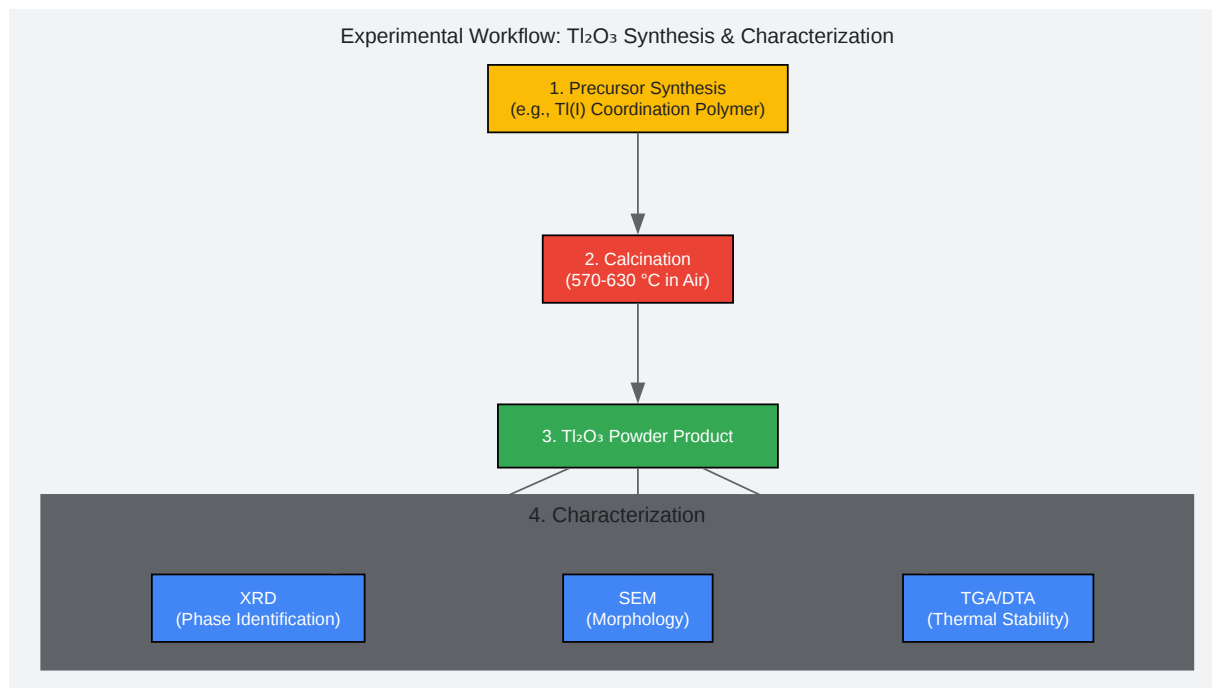 Experimental Workflow: Tl₂O₃ Synthesis & Characterization
1. Precursor Synthesis
(e.g., Tl(I) Coordination Polymer)
2. Calcination
(570-630 °C in Air)
3. Tl₂O₃ Powder Product
4. Characterization
XRD
(Phase Identification)
SEM
(Morphology)
TGA/DTA
(Thermal Stability)